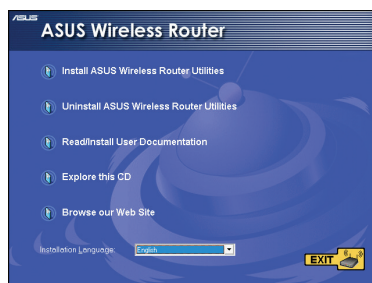 ASUS
ASUS Wireless Router
Install ASUS Wireless Router Utilities
Uninstall ASUS Wireless Router Utilities
Read/Install User Documentation
Explore this CD
Browse our Web Site
Installation Language: English
EXIT